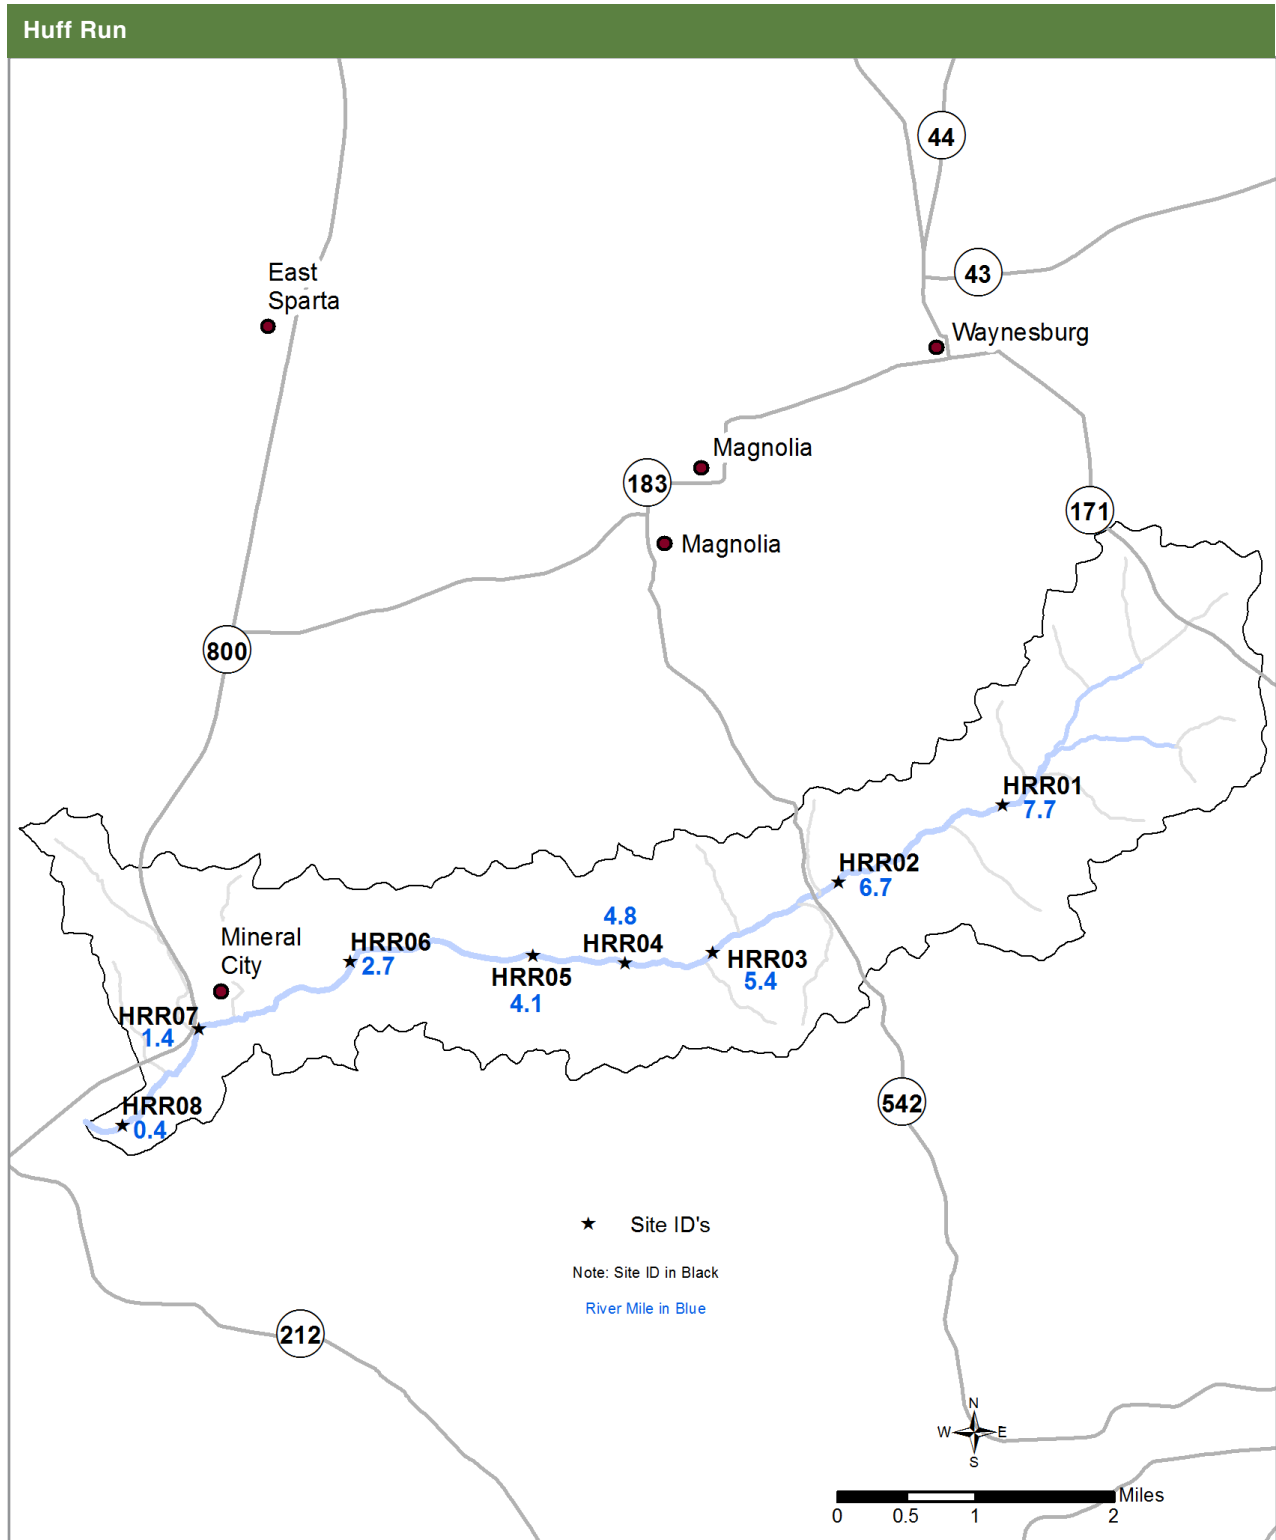 Huff Run
44
43
East
Sparta
Waynesburg
Magnolia
183
171
Magnolia
800
HRR01
7.7
HRR02
6.7
4.8
Mineral
City
HRR06
2.7
HRR04
HRR03
5.4
HRR05
4.1
HRR07
1.4
HRR08
0.4
542
Site ID's
Note: Site ID in Black
River Mile in Blue
212
N
W
E
S
Miles
0 0.5 1 2